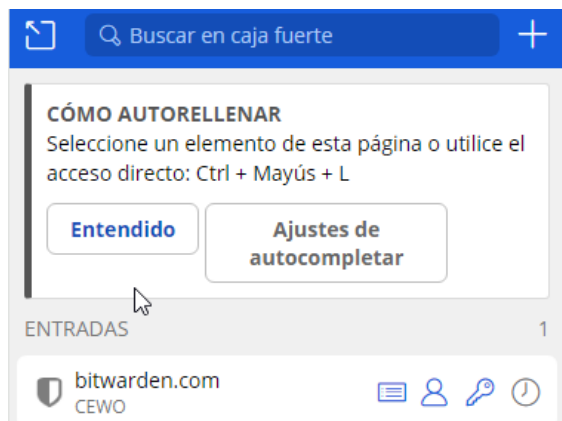 Buscar en caja fuerte
CÓMO AUTORELLENAR
Seleccione un elemento de esta página o utilice el
acceso directo: Ctrl + Mayús + L
Entendido
Ajustes de
autocompletar
ENTRADAS 1
bitwarden.com
CEWO